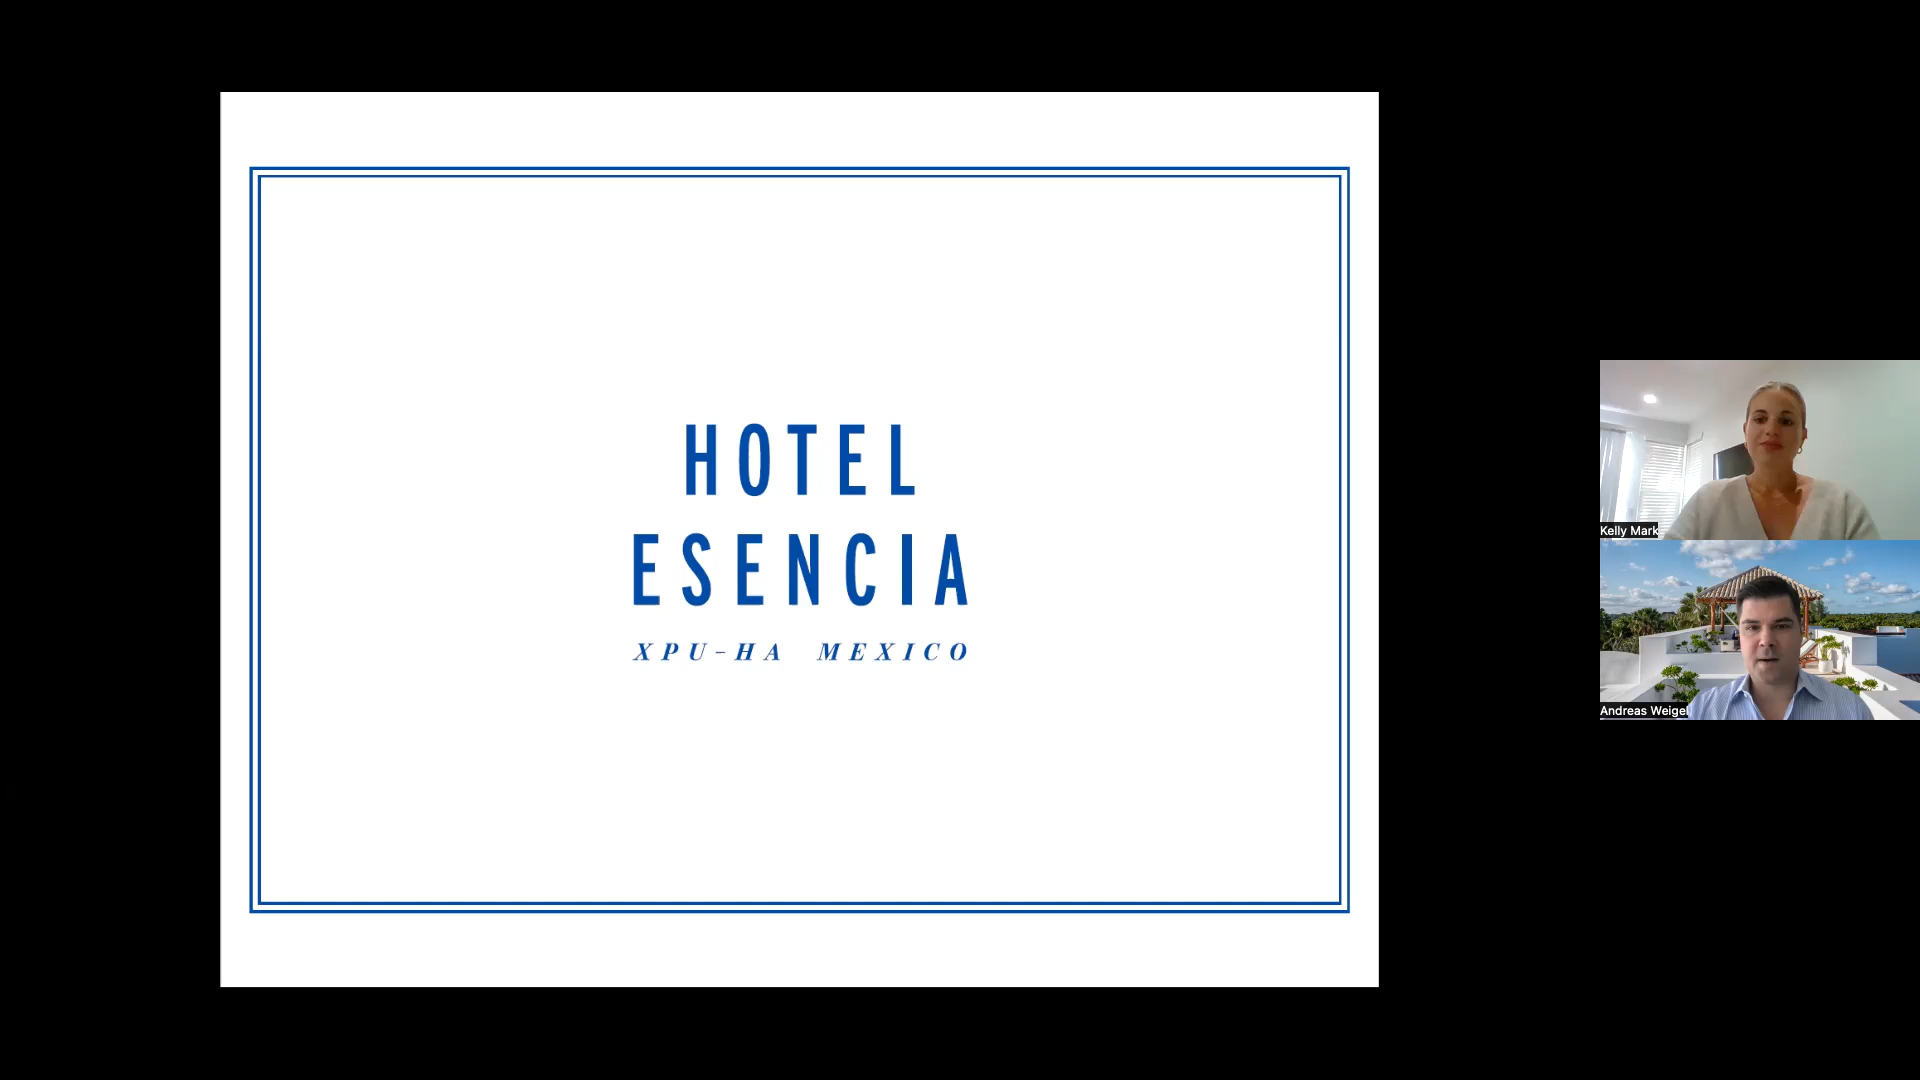 HOTEL
ESENCIA
XPU-HA MEXICO
Kelly Mark
Andreas Weigel